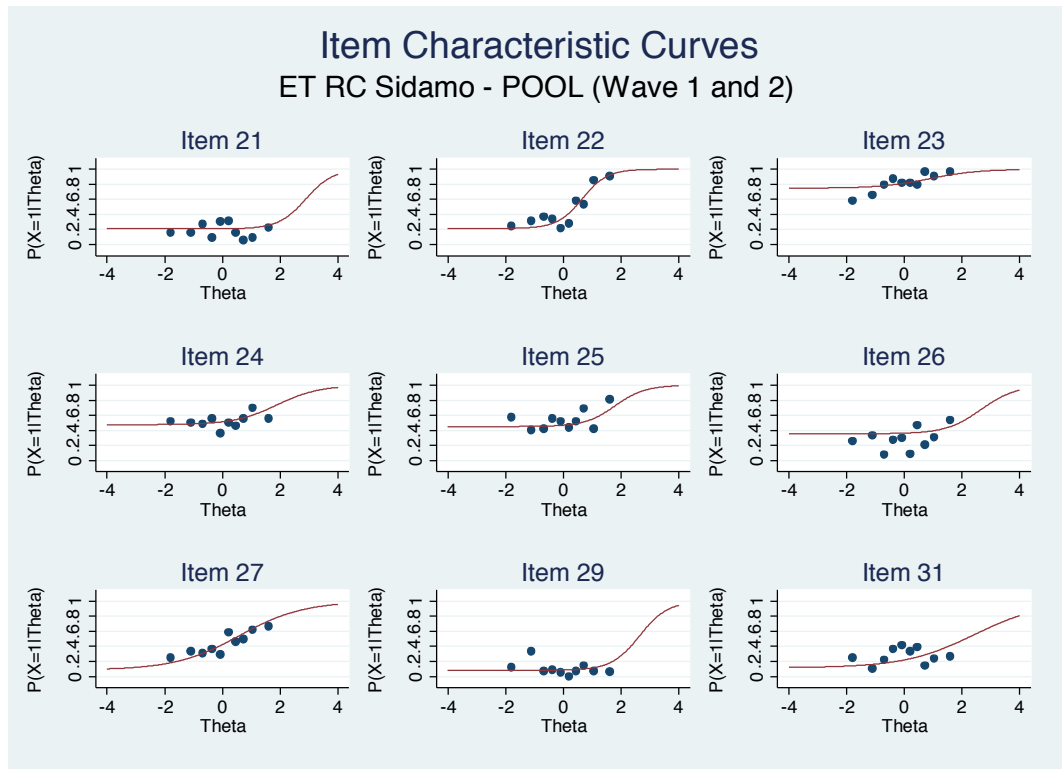 Item Characteristic Curves
ET RC Sidamo - POOL (Wave 1 and 2)
Item 21
P(X=1|Theta)
0 .2 .4 .6 .8 1
-4 -2 0 2 4
Theta
Item 22
P(X=1|Theta)
0 .2 .4 .6 .8 1
-4 -2 0 2 4
Theta
Item 23
P(X=1|Theta)
0 .2 .4 .6 .8 1
-4 -2 0 2 4
Theta
Item 24
P(X=1|Theta)
0 .2 .4 .6 .8 1
-4 -2 0 2 4
Theta
Item 25
P(X=1|Theta)
0 .2 .4 .6 .8 1
-4 -2 0 2 4
Theta
Item 26
P(X=1|Theta)
0 .2 .4 .6 .8 1
-4 -2 0 2 4
Theta
Item 27
P(X=1|Theta)
0 .2 .4 .6 .8 1
-4 -2 0 2 4
Theta
Item 29
P(X=1|Theta)
0 .2 .4 .6 .8 1
-4 -2 0 2 4
Theta
Item 31
P(X=1|Theta)
0 .2 .4 .6 .8 1
-4 -2 0 2 4
Theta